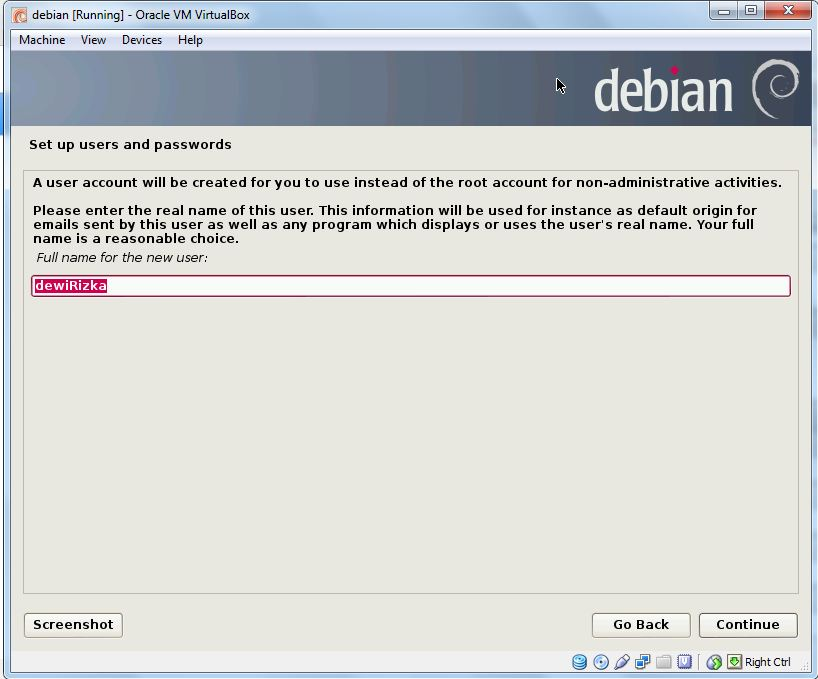 debian [Running] - Oracle VM VirtualBox
Machine View Devices Help
debian
Set up users and passwords
A user account will be created for you to use instead of the root account for non-administrative activities.
Please enter the real name of this user. This information will be used for instance as default origin for
emails sent by this user as well as any program which displays or uses the user's real name. Your full
name is a reasonable choice.
Full name for the new user:
dewiRizka
Screenshot Go Back Continue
Right Ctrl